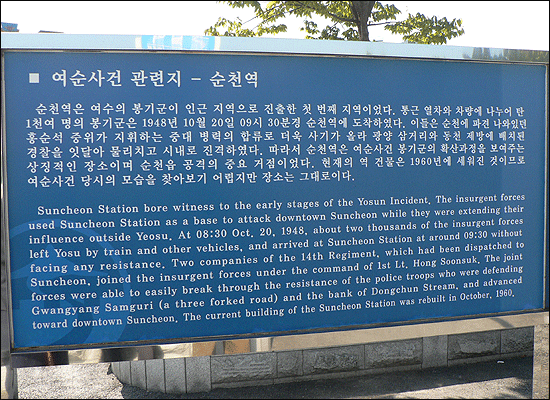 ■ 여순사건 관련지 - 순천역
순천역은 여수의 봉기군이 인근 지역으로 진출한 첫 번째 지역이었다. 통근 열차와 차량에 나누어 탄
1천여 명의 봉기군은 1948년 10월 20일 09시 30분경 순천역에 도착하였다. 이들은 순천에 파견 나와있던
홍순석 중위가 지휘하는 중대 병력의 합류로 더욱 사기가 올라 광양 삼거리와 동천 제방에 배치된
경찰을 잇달아 물리치고 시내로 진격하였다. 따라서 순천역은 여순사건 봉기군의 확산과정을 보여주는
상징적인 장소이며 순천읍 공격의 중요 거점이었다. 현재의 역 건물은 1960년에 세워진 것이므로
여순사건 당시의 모습을 찾아보기 어렵지만 장소는 그대로이다.
Suncheon Station bore witness to the early stages of the Yosun Incident. The insurgent forces
used Suncheon Station as a base to attack downtown Suncheon while they were extending their
influence outside Yeosu. At 08:30 Oct. 20, 1948, about two thousands of the insurgent forces
left Yosu by train and other vehicles, and arrived at Suncheon Station at around 09:30 without
facing any resistance. Two companies of the 14th Regiment, which had been dispatched to
Suncheon, joined the insurgent forces under the command of 1st Lt. Hong Soonsuk. The joint
forces were able to easily break through the resistance of the police troops who were defending
Gwangyang Samguri (a three forked road) and the bank of Dongchun Stream, and advanced
toward downtown Suncheon. The current building of the Suncheon Station was rebuilt in October, 1960.